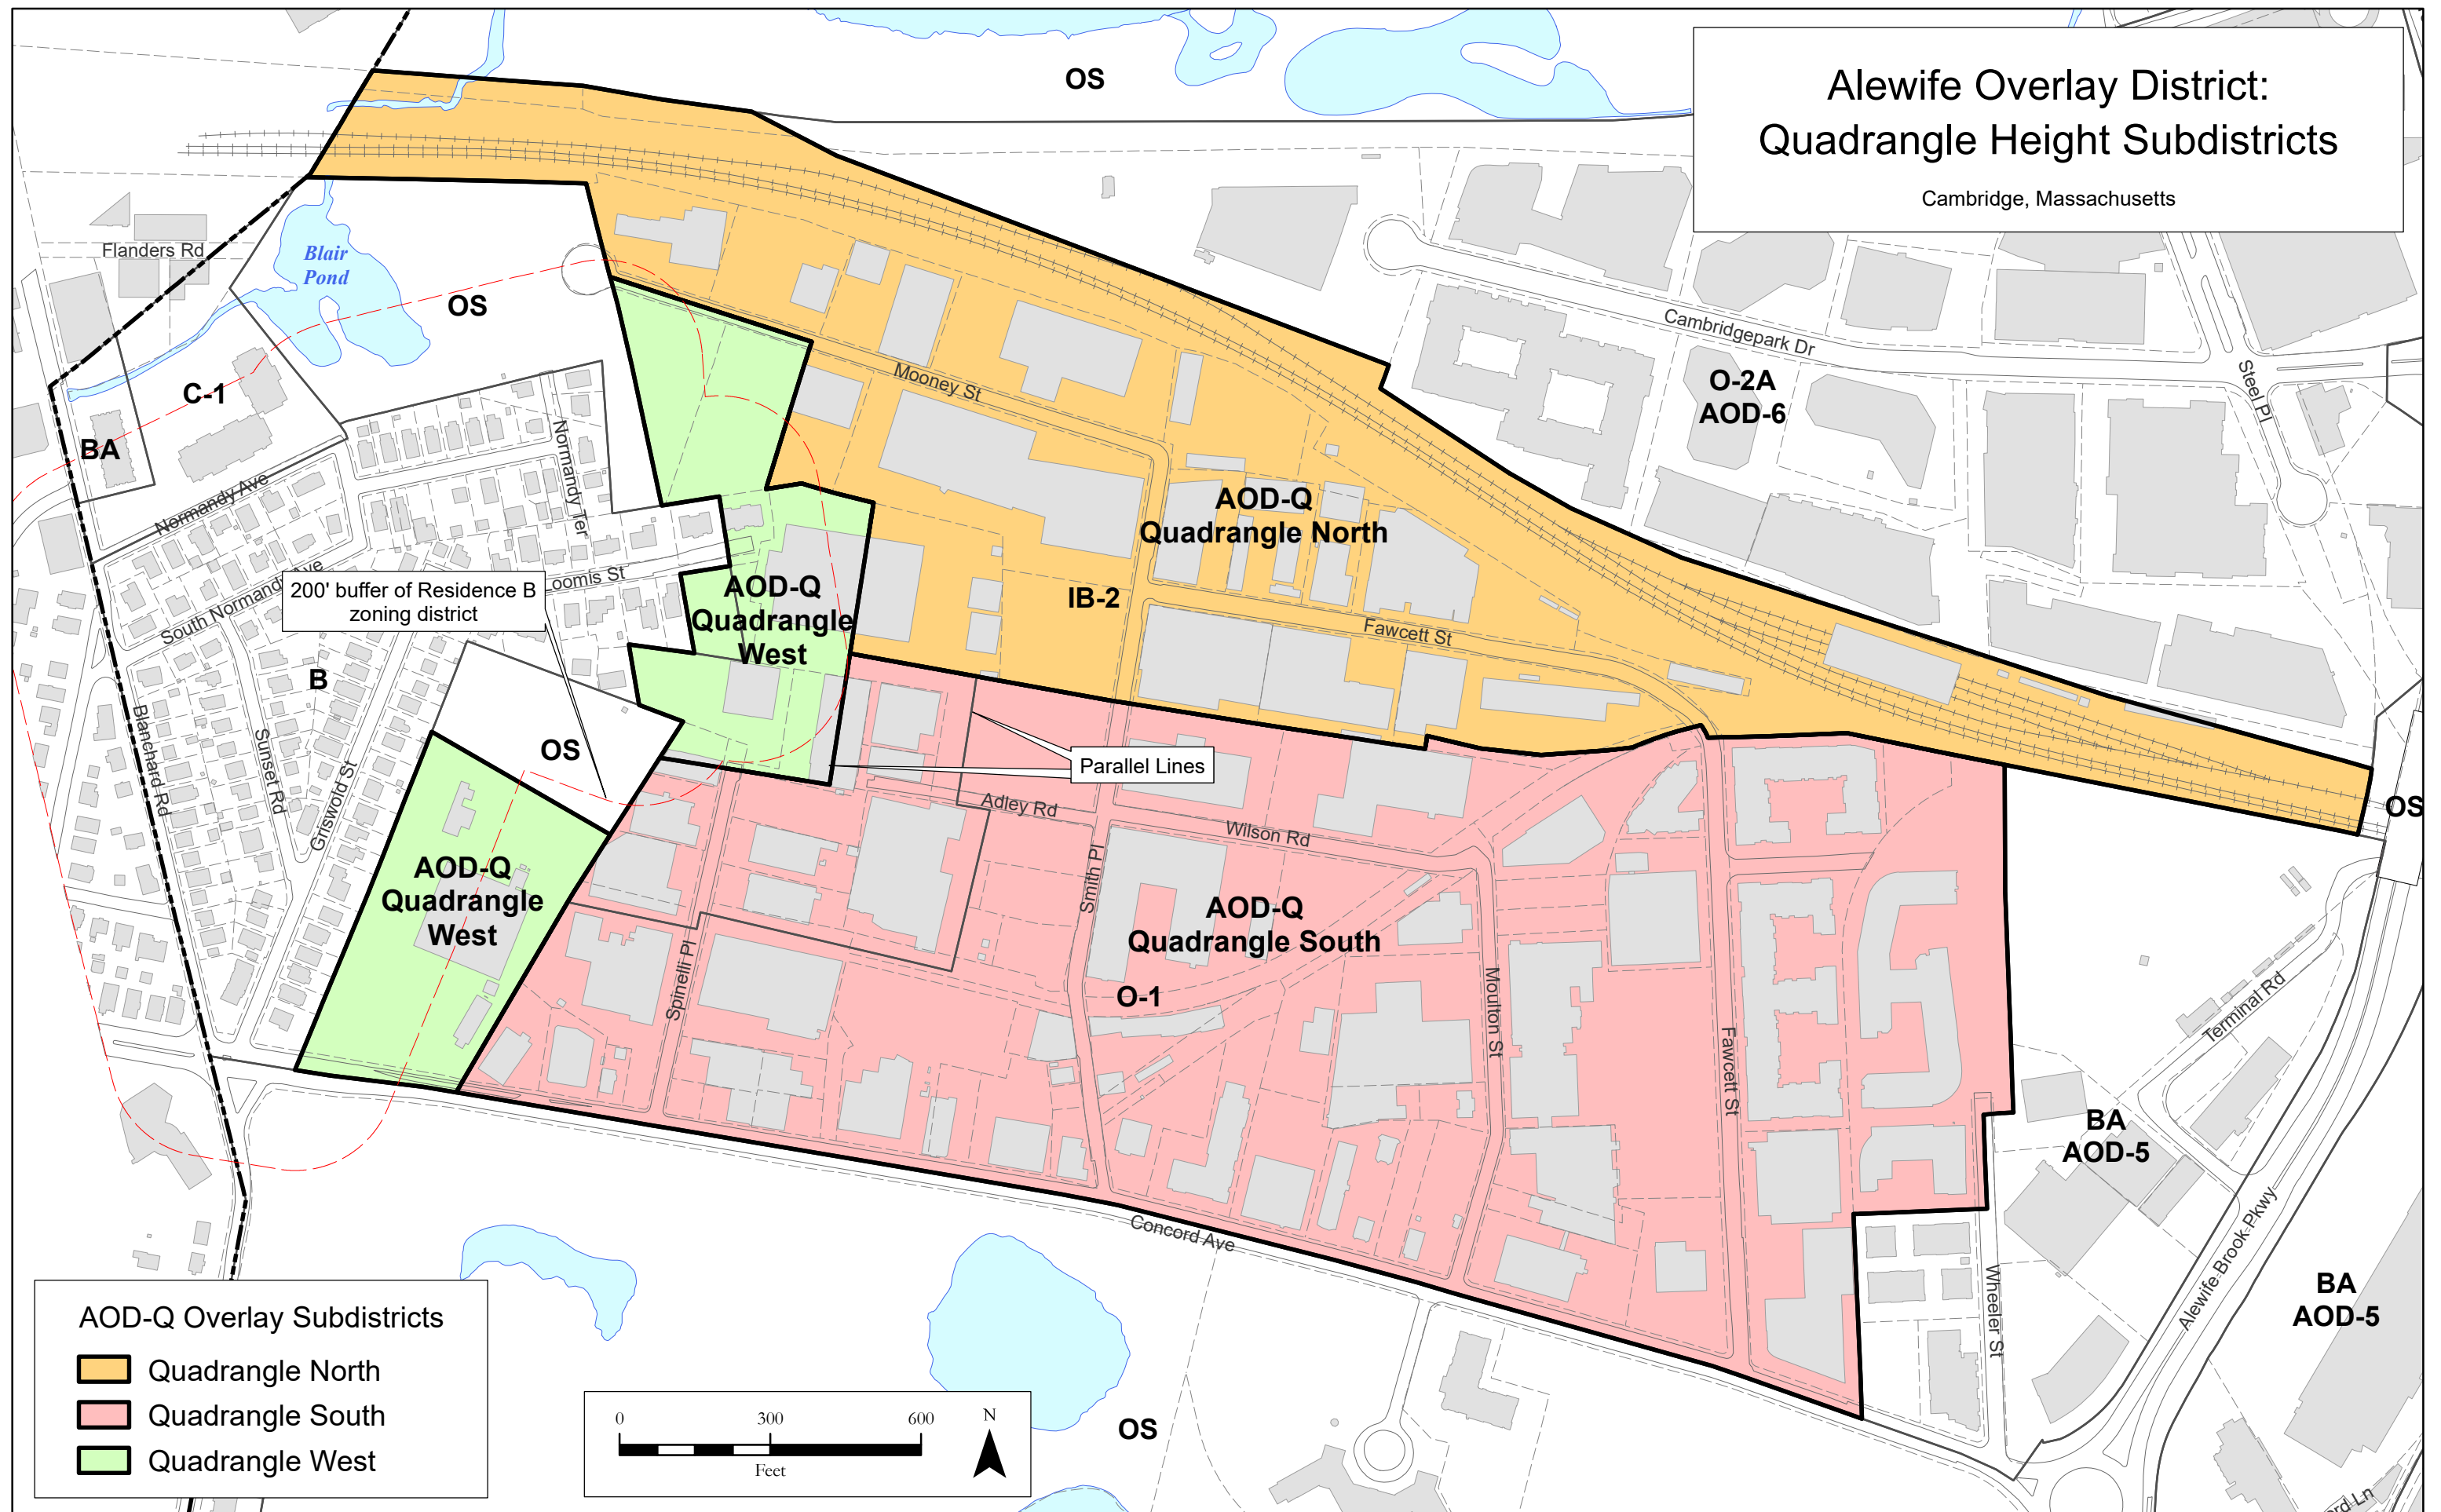 OS
Alewife Overlay District:
Quadrangle Height Subdistricts
Cambridge, Massachusetts
Flanders Rd
Blair
Pond
OS
Cambridgepark Dr
Steel Pl
O-2A
AOD-6
Mooney St
C-1
BA
Normandy Ave
Normandy Ter
AOD-Q
Quadrangle North
IB-2
Fawcett St
South Normandy Ave
oomis St
200' buffer of Residence B
zoning district
AOD-Q
Quadrangle
West
B
Blanchard Rd
Sunset Rd
Griswold St
OS
Parallel Lines
Adley Rd
Wilson Rd
OS
Smith Pl
AOD-Q
Quadrangle
West
AOD-Q
Quadrangle South
O-1
Spinelli Pl
Moulton St
Fawcett St
Terminal Rd
BA
AOD-5
Concord Ave
Wheeler St
Alewife Brook Pkwy
BA
AOD-5
OS
AOD-Q Overlay Subdistricts
Quadrangle North
Quadrangle South
Quadrangle West
0 300 600
Feet
N
rd Ln